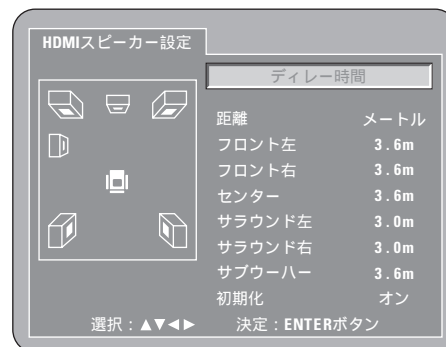 HDMIスピーカー設定
ディレー時間
距離 メートル
フロント左 3.6m
フロント右 3.6m
センター 3.6m
サラウンド左 3.0m
サラウンド右 3.0m
サブウーハー 3.6m
初期化 オン
選択：▲▼◀▶ 決定：ENTERボタン